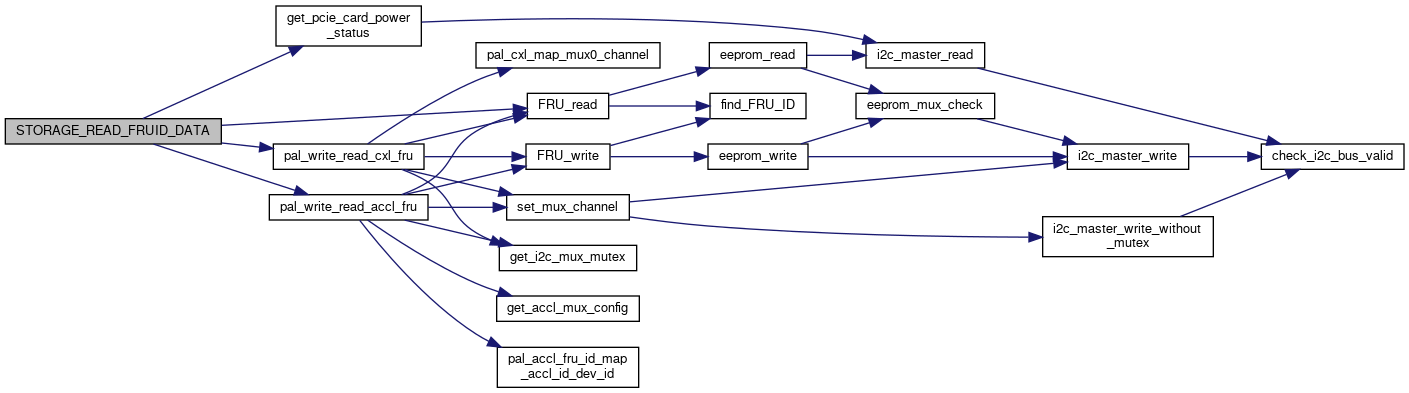 get_pcie_card_power
_status
pal_cxl_map_mux0_channel
eeprom_read
i2c_master_read
STORAGE_READ_FRUID_DATA
FRU_read
find_FRU_ID
eeprom_mux_check
pal_write_read_cxl_fru
FRU_write
eeprom_write
i2c_master_write
check_i2c_bus_valid
pal_write_read_accl_fru
set_mux_channel
i2c_master_write_without
_mutex
get_i2c_mux_mutex
get_accl_mux_config
pal_accl_fru_id_map
_accl_id_dev_id